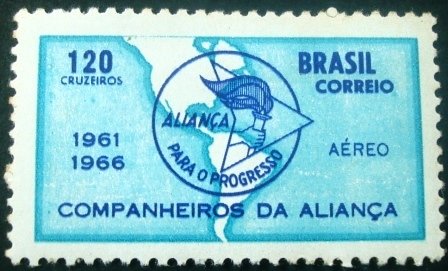 120
CRUZEIROS
BRASIL
CORREIO
ALIANÇA
PARA O PROGRESSO
1961
1966
AÉREO
COMPANHEIROS DA ALIANÇA